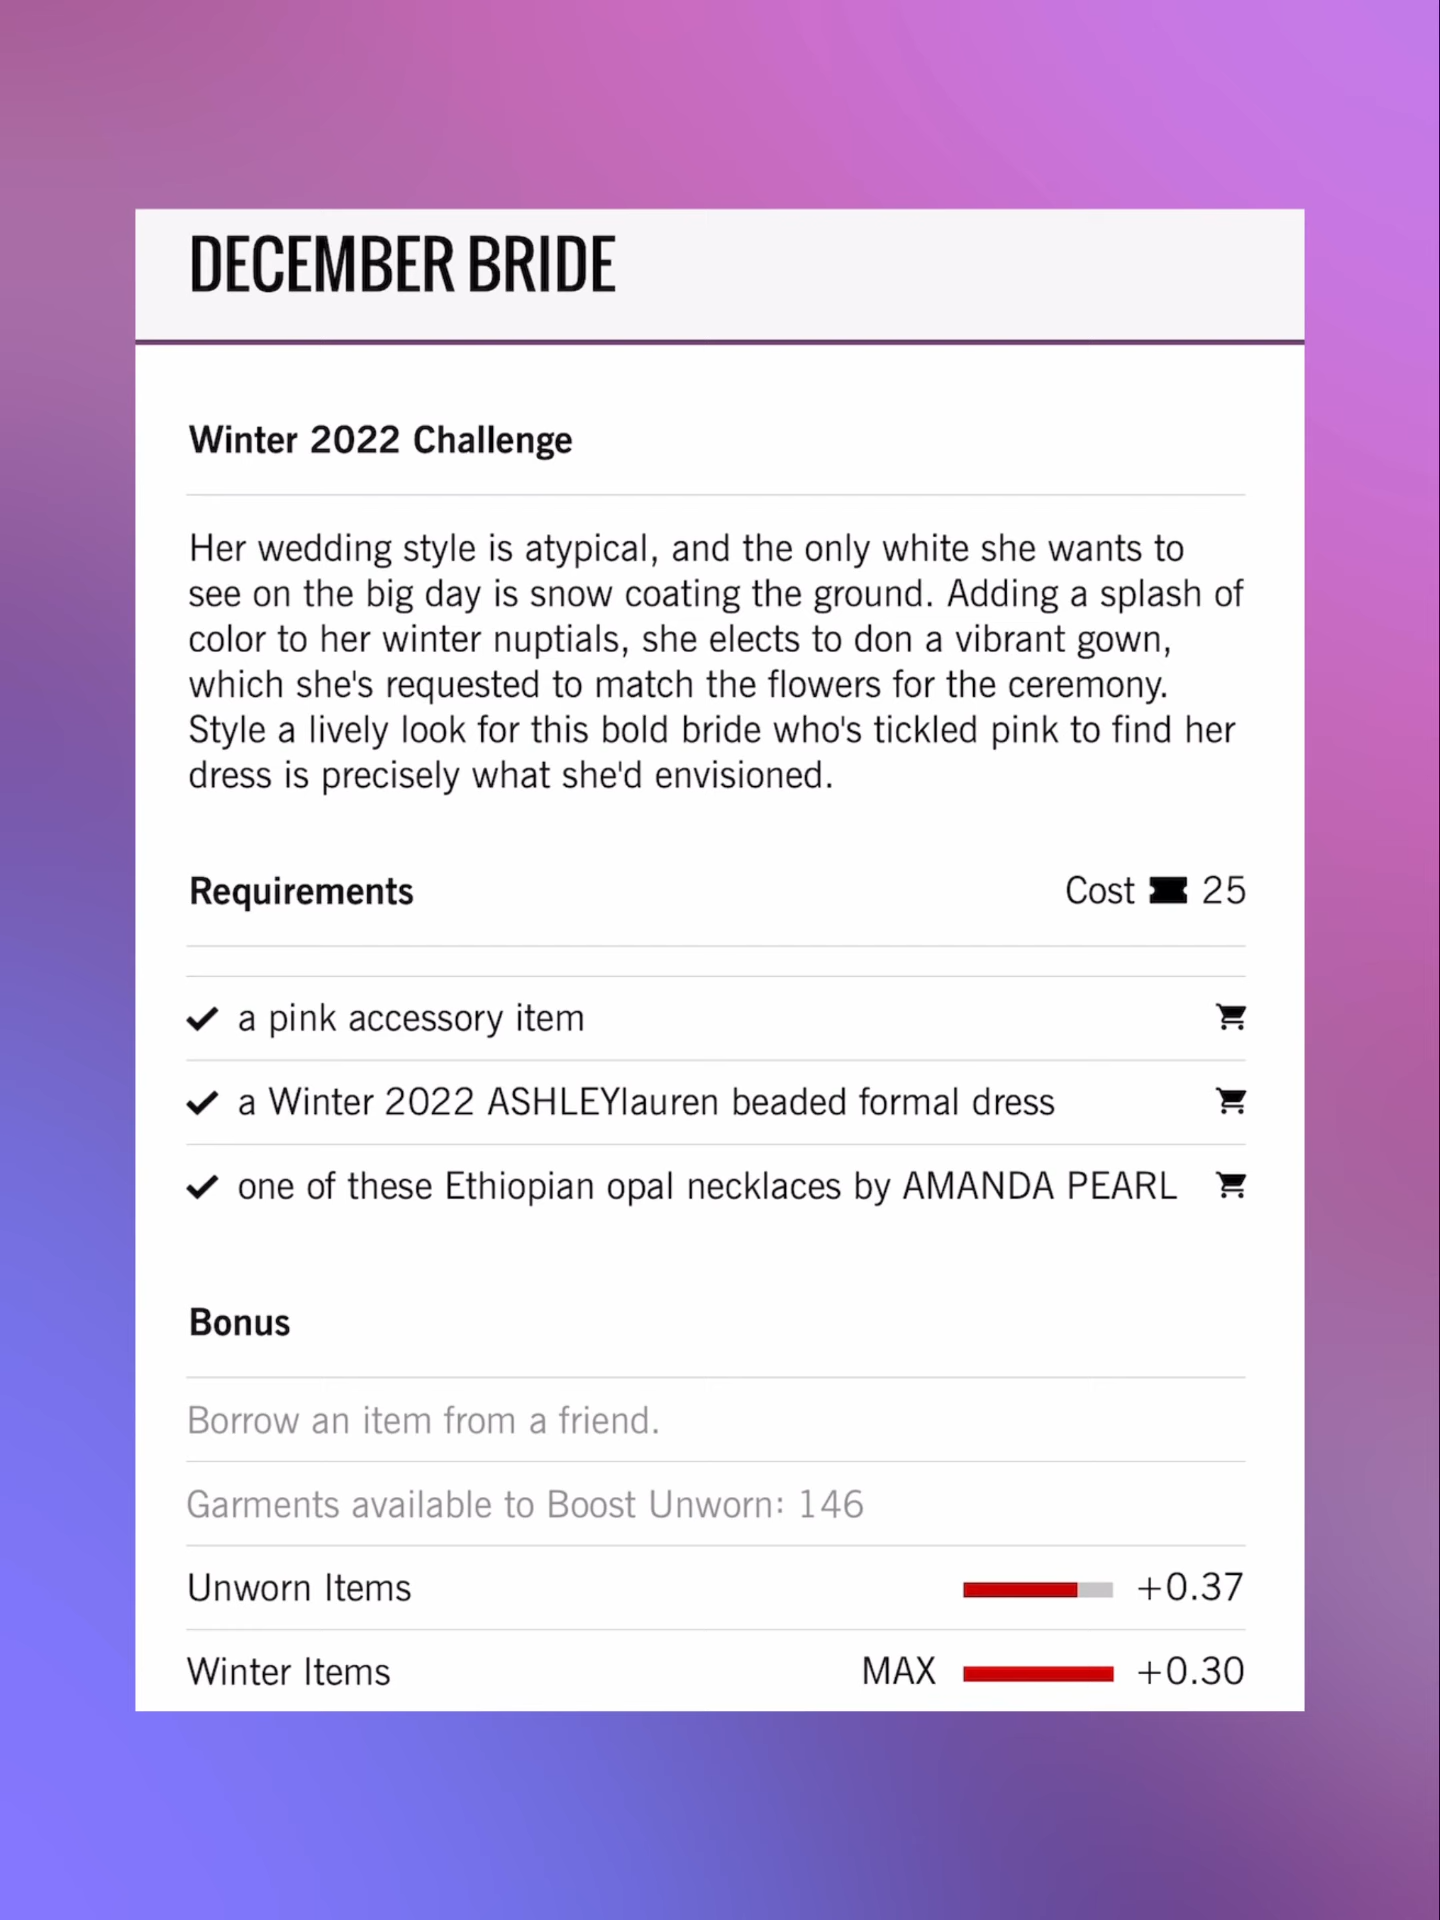 DECEMBER BRIDE
Winter 2022 Challenge
Her wedding style is atypical, and the only white she wants to
see on the big day is snow coating the ground. Adding a splash of
color to her winter nuptials, she elects to don a vibrant gown,
which she's requested to match the flowers for the ceremony.
Style a lively look for this bold bride who's tickled pink to find her
dress is precisely what she'd envisioned.
Requirements Cost 25
a pink accessory item
a Winter 2022 ASHLEYlauren beaded formal dress
one of these Ethiopian opal necklaces by AMANDA PEARL
Bonus
Borrow an item from a friend.
Garments available to Boost Unworn: 146
Unworn Items +0.37
Winter Items MAX +0.30